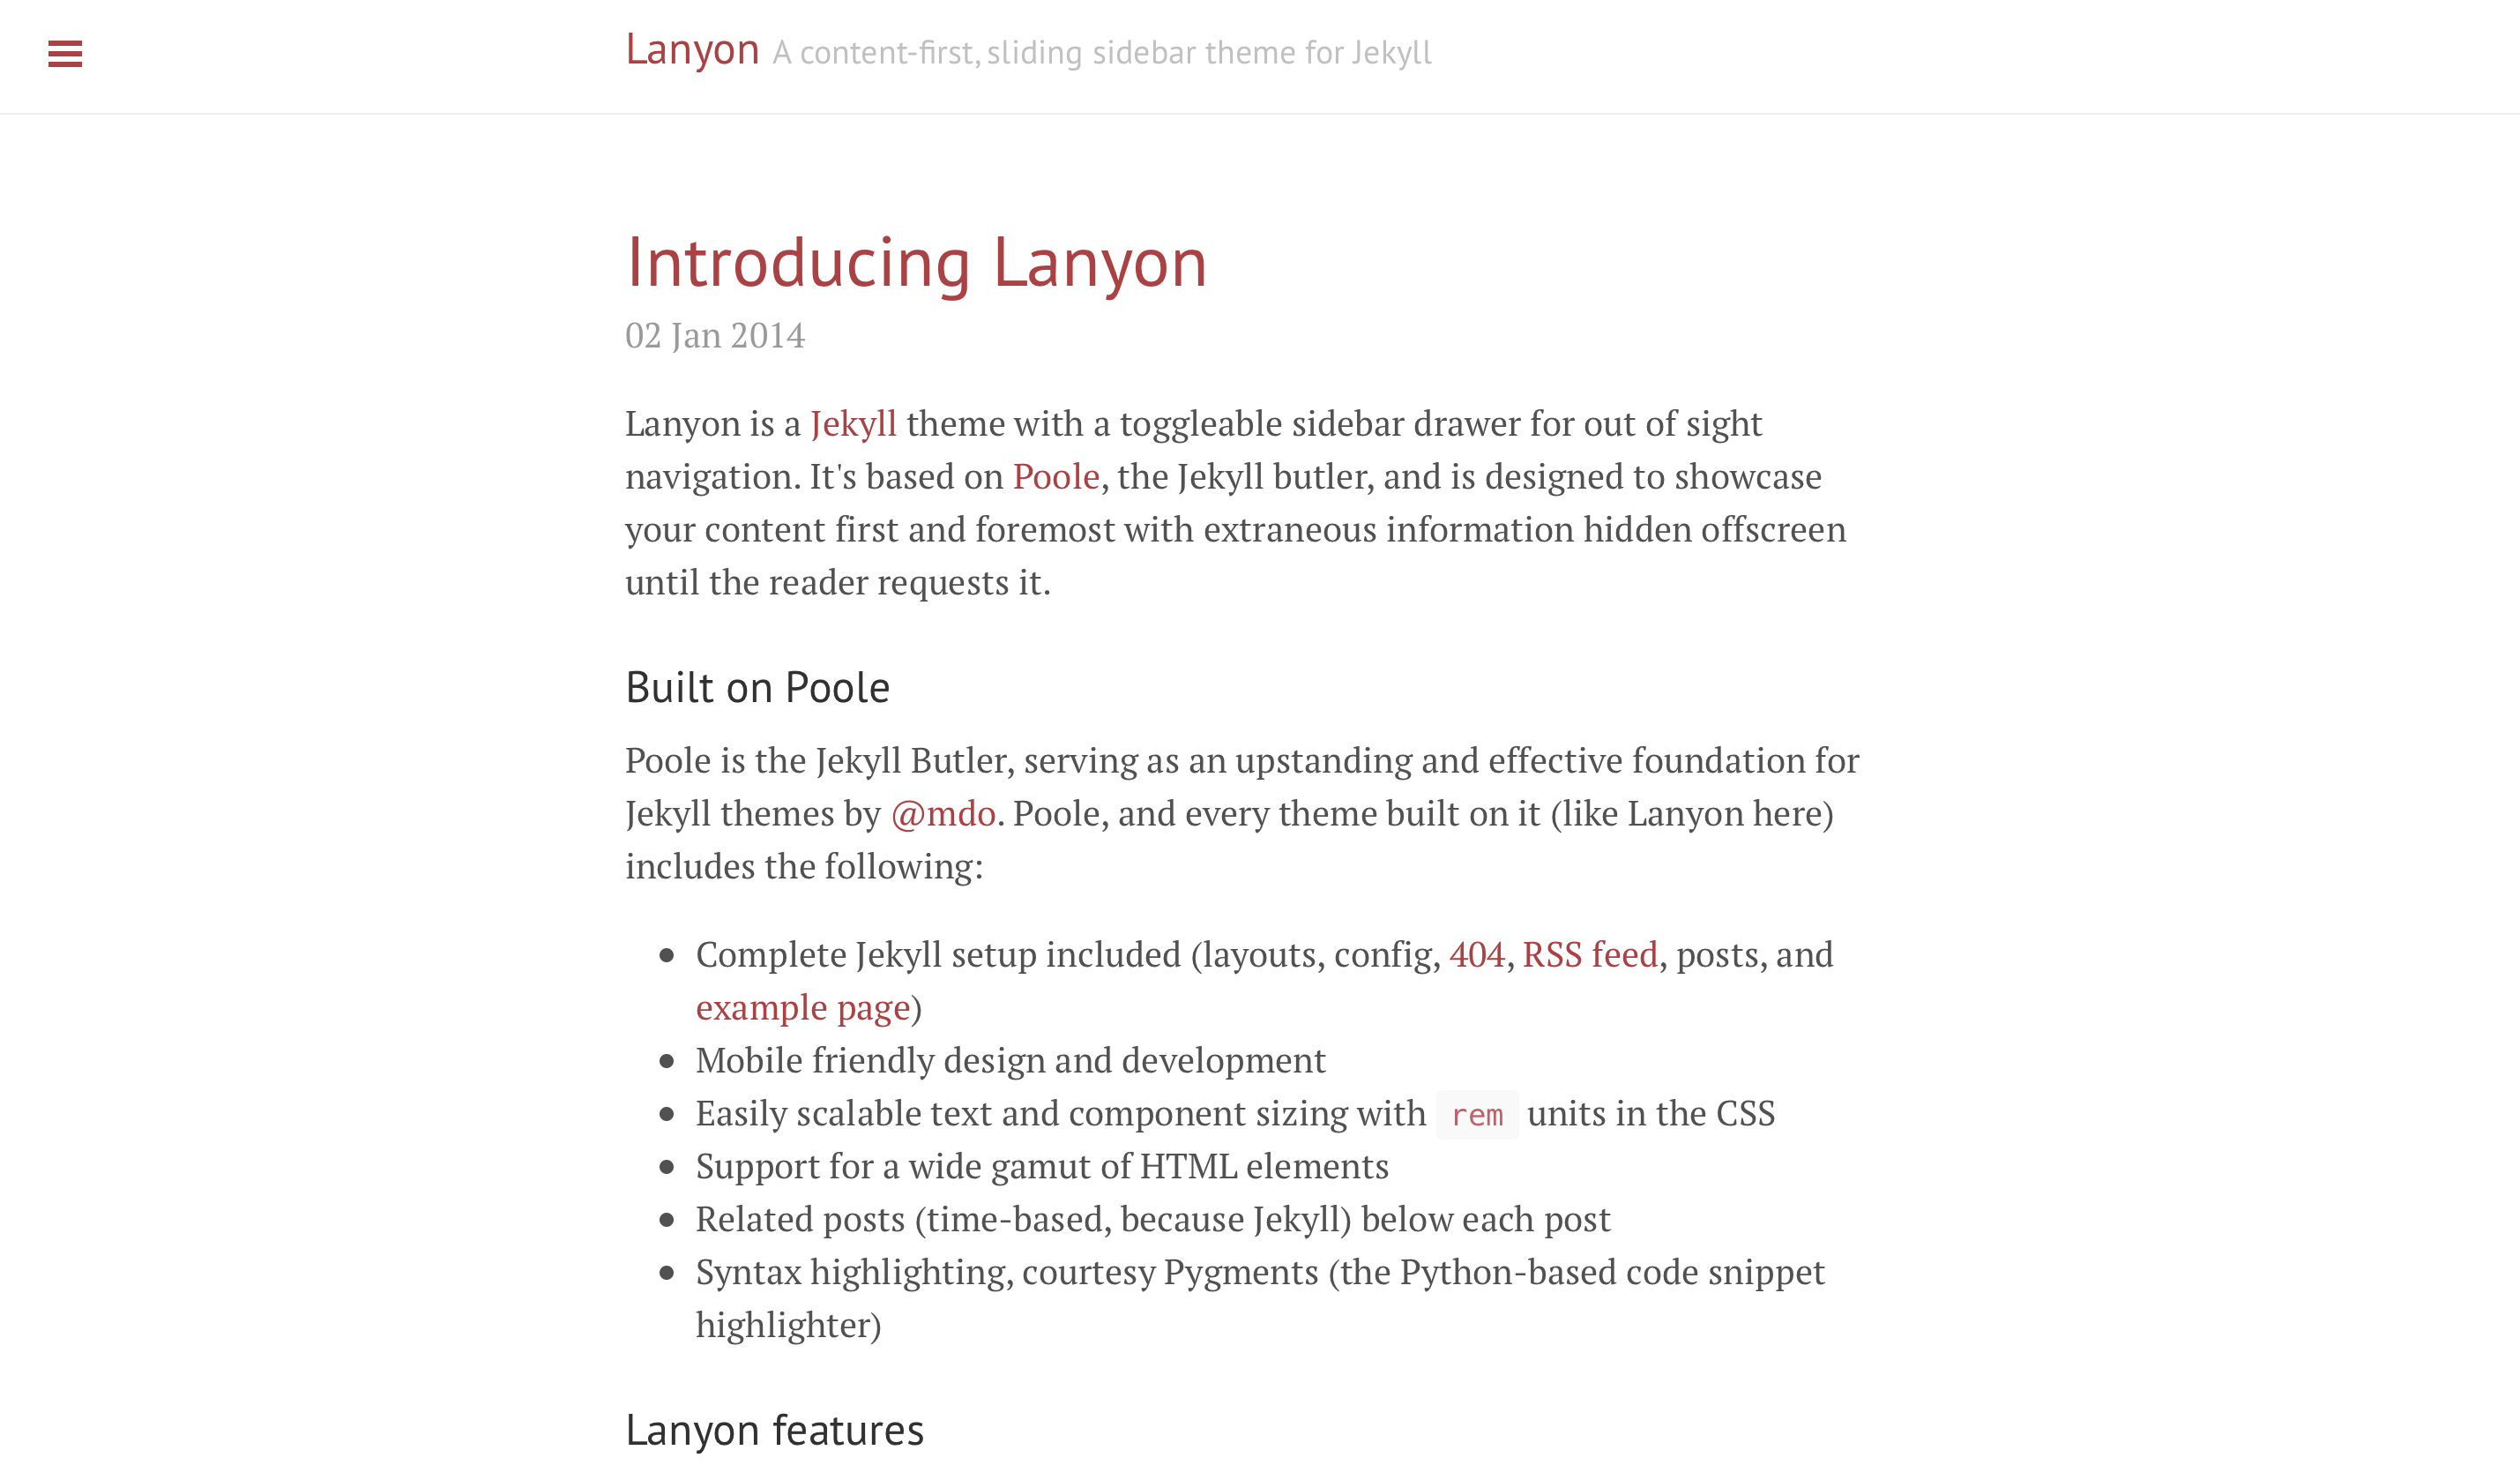 Lanyon A content-first, sliding sidebar theme for Jekyll
Introducing Lanyon
02 Jan 2014
Lanyon is a Jekyll theme with a toggleable sidebar drawer for out of sight
navigation. It's based on Poole, the Jekyll butler, and is designed to showcase
your content first and foremost with extraneous information hidden offscreen
until the reader requests it.
Built on Poole
Poole is the Jekyll Butler, serving as an upstanding and effective foundation for
Jekyll themes by @mdo. Poole, and every theme built on it (like Lanyon here)
includes the following:
• Complete Jekyll setup included (layouts, config, 404, RSS feed, posts, and
example page)
• Mobile friendly design and development
• Easily scalable text and component sizing with rem units in the CSS
• Support for a wide gamut of HTML elements
• Related posts (time-based, because Jekyll) below each post
• Syntax highlighting, courtesy Pygments (the Python-based code snippet
highlighter)
Lanyon features